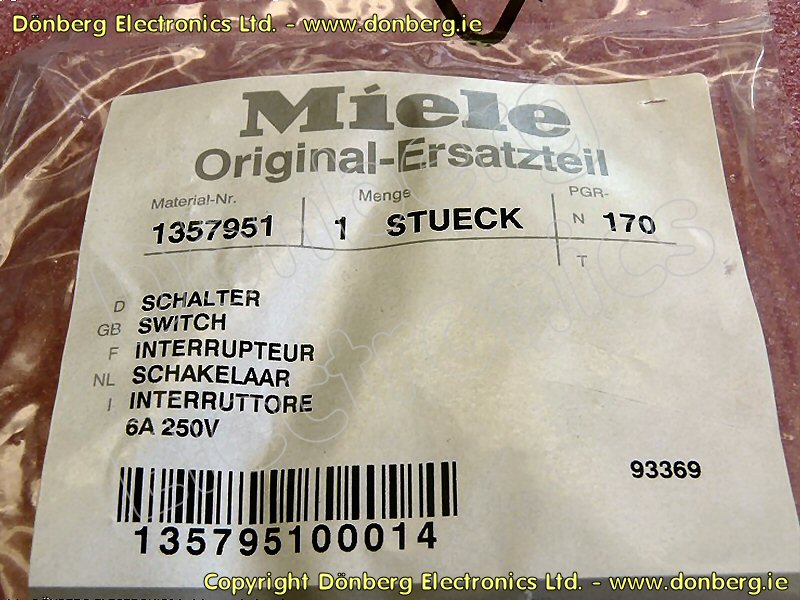 Dönberg Electronics Ltd. - www.donberg.ie
Miele
Original-Ersatzteil
Material-Nr. Menge PGR-
1357951 1 STUECK N 170
T
D SCHALTER
GB SWITCH
F INTERRUPTEUR
NL SCHAKELAAR
I INTERRUTTORE
6A 250V
93369
135795100014
Copyright Dönberg Electronics Ltd. - www.donberg.ie